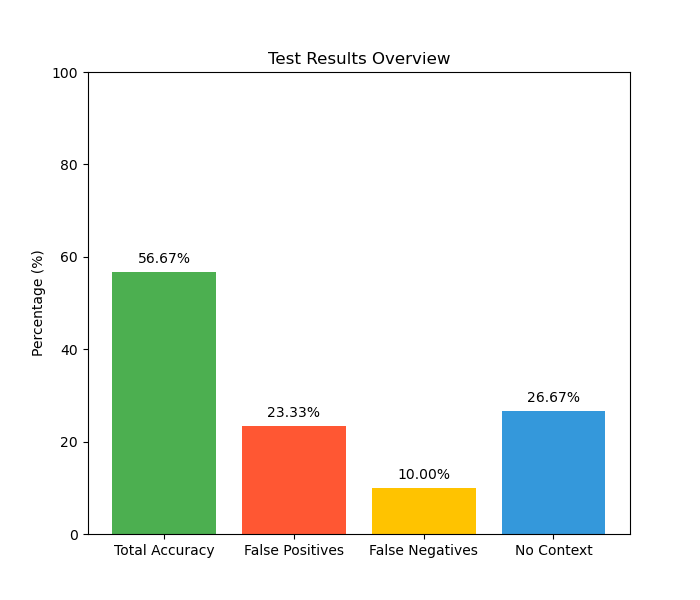 Test Results Overview
Percentage (%)
100
80
60
40
20
0
56.67%
23.33%
10.00%
26.67%
Total Accuracy
False Positives
False Negatives
No Context